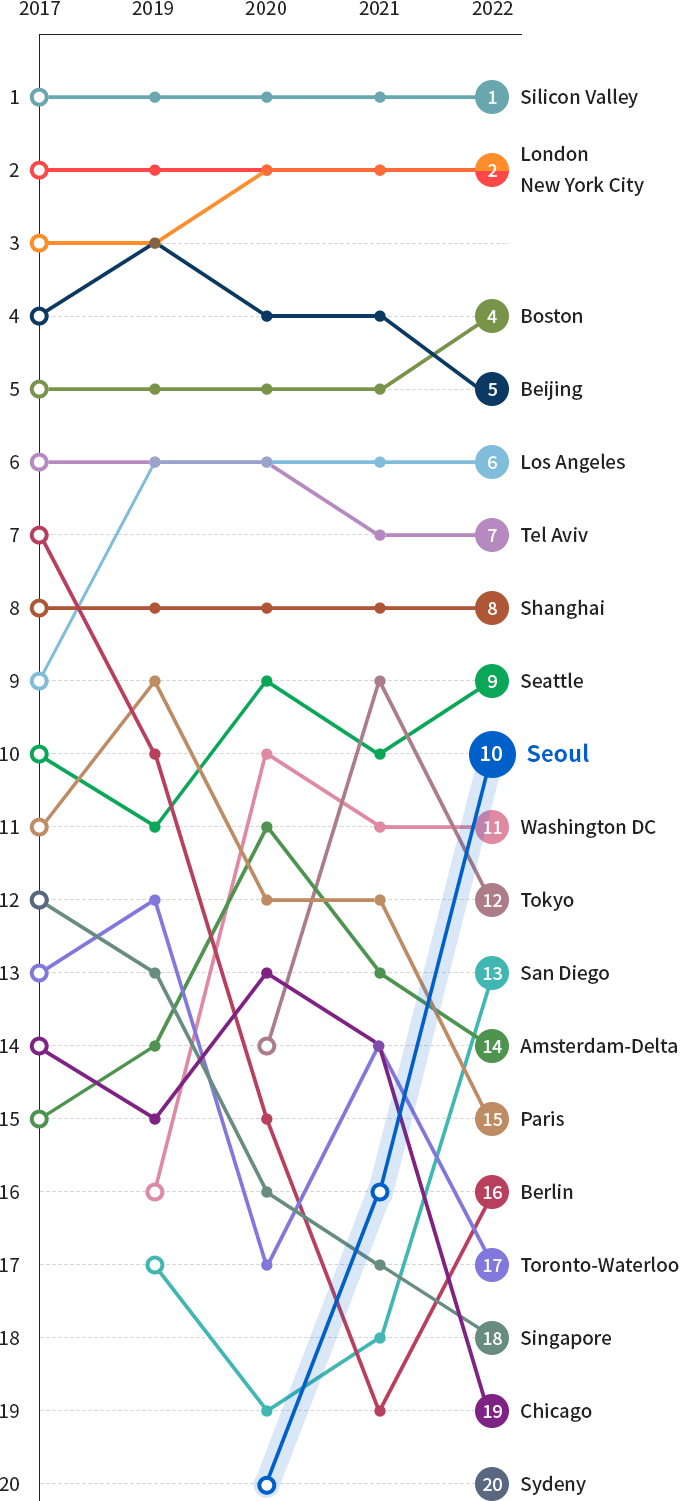 2017 2019 2020 2021 2022
1 1 Silicon Valley
London
2 2
New York City
3
4 4 Boston
5 5 Beijing
6 6 Los Angeles
7 7 Tel Aviv
8 8 Shanghai
9 9 Seattle
10 10 Seoul
11 11 Washington DC
12 12 Tokyo
13 13 San Diego
14 14 Amsterdam-Delta
15 15 Paris
16 16 Berlin
17 17 Toronto-Waterloo
18 18 Singapore
19 19 Chicago
20 20 Sydeny